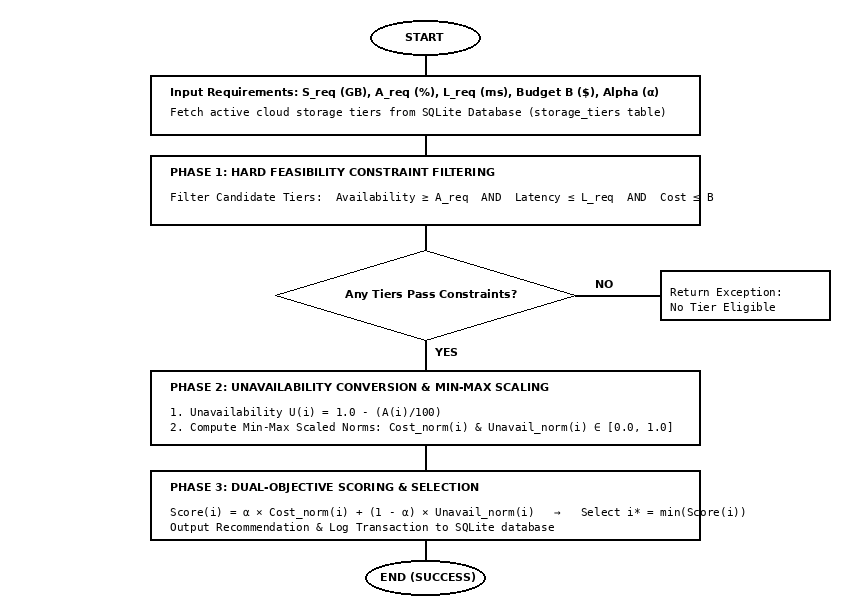 START
Input Requirements: S_req (GB), A_req (%), L_req (ms), Budget B ($), Alpha (α)
Fetch active cloud storage tiers from SQLite Database (storage_tiers table)
PHASE 1: HARD FEASIBILITY CONSTRAINT FILTERING
Filter Candidate Tiers:  Availability ≥ A_req  AND  Latency ≤ L_req  AND  Cost ≤ B
Any Tiers Pass Constraints?
NO
Return Exception:
No Tier Eligible
YES
PHASE 2: UNAVAILABILITY CONVERSION & MIN-MAX SCALING
1. Unavailability U(i) = 1.0 - (A(i)/100)
2. Compute Min-Max Scaled Norms: Cost_norm(i) & Unavail_norm(i) ∈ [0.0, 1.0]
PHASE 3: DUAL-OBJECTIVE SCORING & SELECTION
Score(i) = α × Cost_norm(i) + (1 - α) × Unavail_norm(i)   →   Select i* = min(Score(i))
Output Recommendation & Log Transaction to SQLite database
END (SUCCESS)